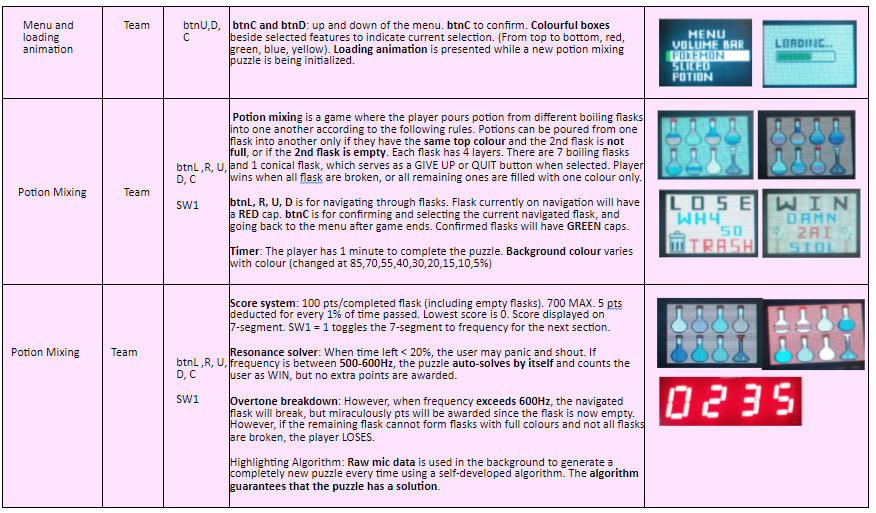 Menu and
loading
animation
Team
btnU,D,
C
btnC and btnD: up and down of the menu. btnC to confirm. Colourful boxes
beside selected features to indicate current selection. (From top to bottom, red,
green, blue, yellow). Loading animation is presented while a new potion mixing
puzzle is being initialized.
MENU
VOLUME BAR
POKEMON
SLICED
POTION
LOADING..
Potion Mixing
Team
btnL ,R, U,
D, C
SW1
Potion mixing is a game where the player pours potion from different boiling flasks
into one another according to the following rules. Potions can be poured from one
flask into another only if they have the same top colour and the 2nd flask is not
full, or if the 2nd flask is empty. Each flask has 4 layers. There are 7 boiling flasks
and 1 conical flask, which serves as a GIVE UP or QUIT button when selected. Player
wins when all flask are broken, or all remaining ones are filled with one colour only.
btnL, R, U, D is for navigating through flasks. Flask currently on navigation will have
a RED cap. btnC is for confirming and selecting the current navigated flask, and
going back to the menu after game ends. Confirmed flasks will have GREEN caps.
Timer: The player has 1 minute to complete the puzzle. Background colour varies
with colour (changed at 85,70,55,40,30,20,15,10,5%)
LOSE
WHY
SO
TRASH
WIN
DAMN
2AI
SIOL
Potion Mixing
Team
btnL ,R, U,
D, C
SW1
Score system: 100 pts/completed flask (including empty flasks). 700 MAX. 5 pts
deducted for every 1% of time passed. Lowest score is 0. Score displayed on
7-segment. SW1 = 1 toggles the 7-segment to frequency for the next section.
Resonance solver: When time left < 20%, the user may panic and shout. If
frequency is between 500-600Hz, the puzzle auto-solves by itself and counts the
user as WIN, but no extra points are awarded.
Overtone breakdown: However, when frequency exceeds 600Hz, the navigated
flask will break, but miraculously pts will be awarded since the flask is now empty.
However, if the remaining flask cannot form flasks with full colours and not all flasks
are broken, the player LOSES.
Highlighting Algorithm: Raw mic data is used in the background to generate a
completely new puzzle every time using a self-developed algorithm. The algorithm
guarantees that the puzzle has a solution.
0235